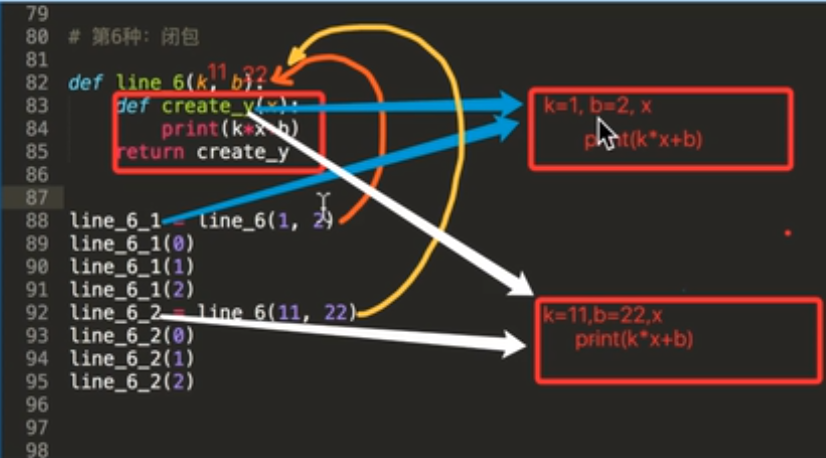 79
80 # 第6种：闭包
81
11 22
82 def line_6(k, b):
83 def create_y(x):
84 print(k*x+b)
85 return create_y
86
87
88 line_6_1 = line_6(1, 2)
89 line_6_1(0)
90 line_6_1(1)
91 line_6_1(2)
92 line_6_2 = line_6(11, 22)
93 line_6_2(0)
94 line_6_2(1)
95 line_6_2(2)
96
97
98
k=1, b=2, x
print(k*x+b)
k=11,b=22,x
print(k*x+b)